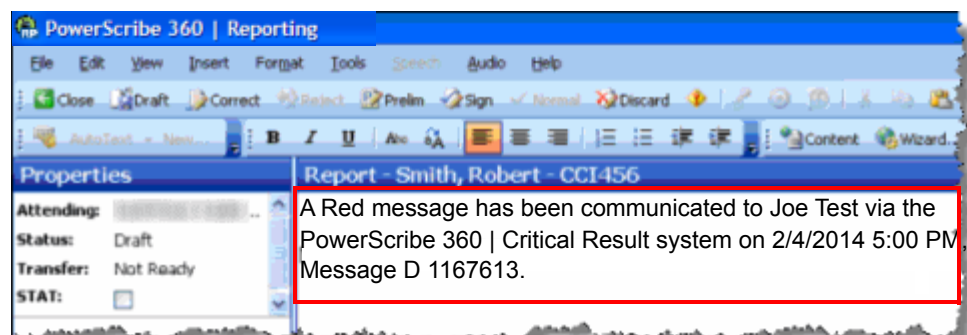 PowerScribe 360 | Reporting
File Edit View Insert Format Tools Speech Audio Help
Close Draft Correct Reject Prelim Sign Normal Discard
AutoText New... B I U Abc Content Wizard..
Properties Report - Smith, Robert - CCI456
Attending: ..
Status: Draft
Transfer: Not Ready
STAT:
A Red message has been communicated to Joe Test via the
PowerScribe 360 | Critical Result system on 2/4/2014 5:00 PM,
Message D 1167613.